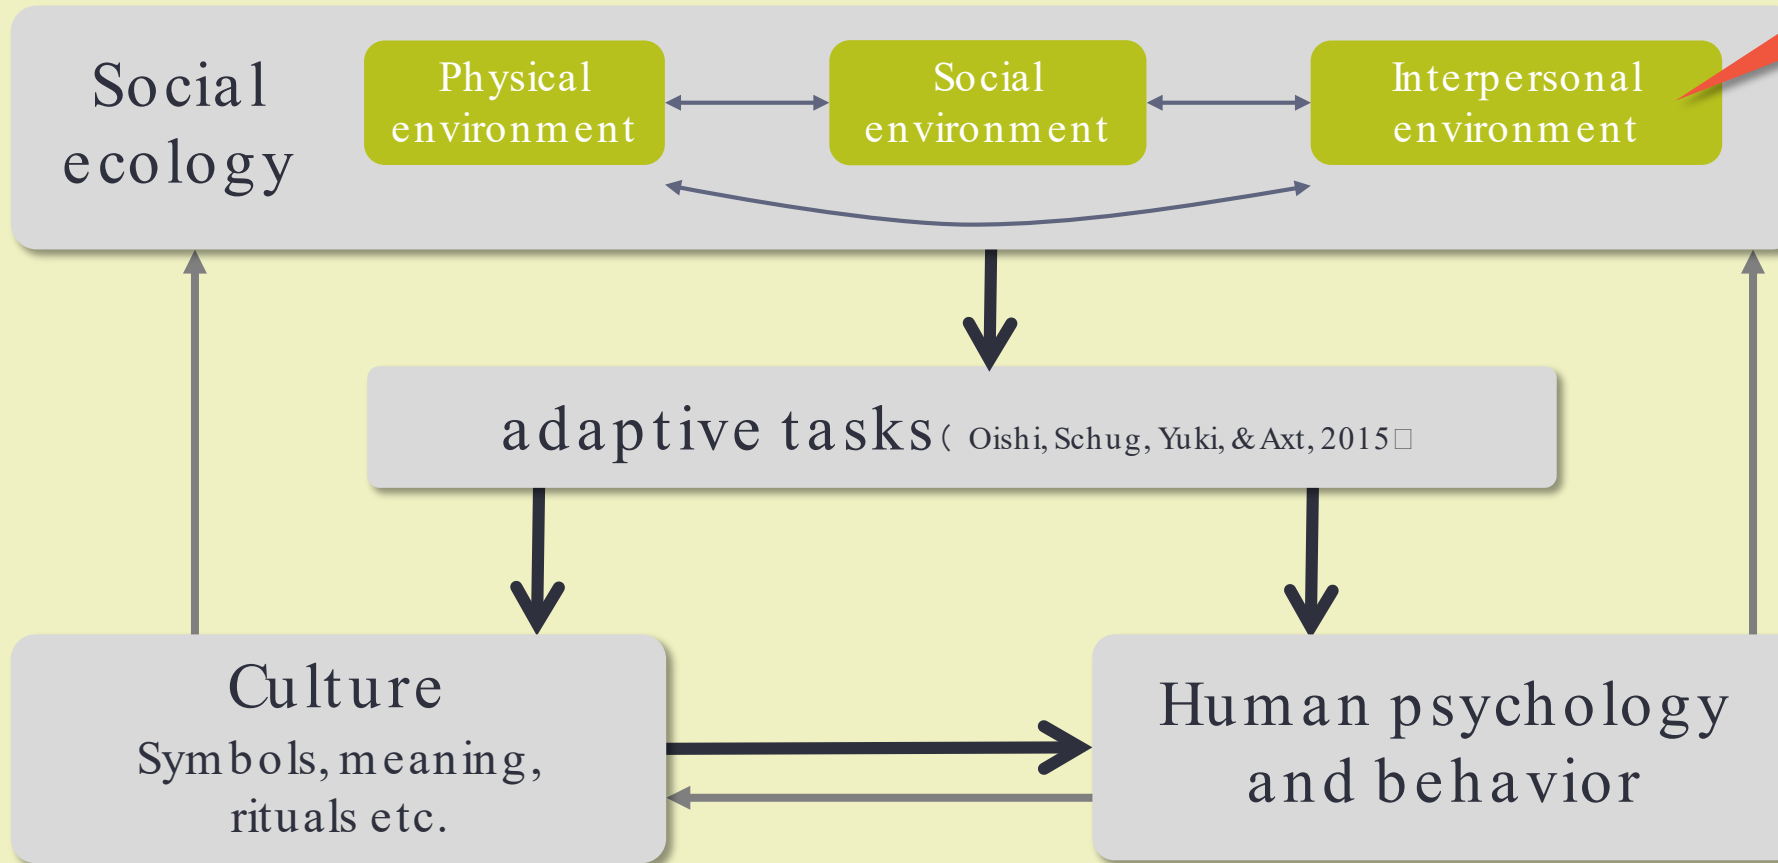 Social
ecology
Physical
environment
Social
environment
Interpersonal
environment
adaptive tasks( Oishi, Schug, Yuki, & Axt, 2015□
Culture
Symbols, meaning,
rituals etc.
Human psychology
and behavior